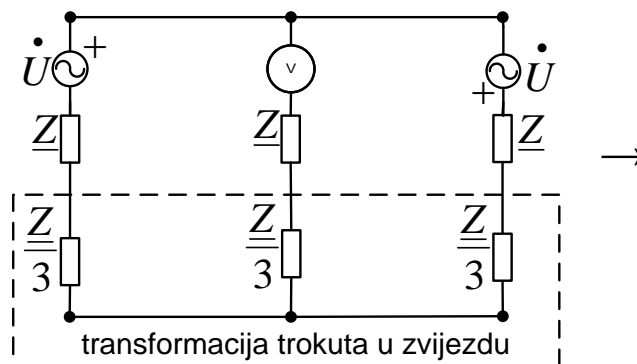 U̇ + V + U̇
Z Z Z →
Z/3 Z/3 Z/3
transformacija trokuta u zvijezdu